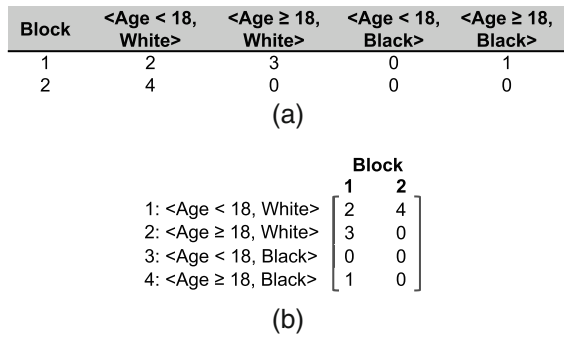 Block <Age < 18, White> <Age ≥ 18, White> <Age < 18, Black> <Age ≥ 18, Black>
1 2 3 0 1
2 4 0 0 0
(a)
Block
1 2
1: <Age < 18, White> 2 4
2: <Age ≥ 18, White> 3 0
3: <Age < 18, Black> 0 0
4: <Age ≥ 18, Black> 1 0
(b)